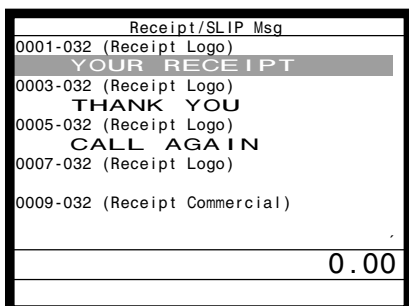 Receipt/SLIP Msg
0001-032 (Receipt Logo)
YOUR RECEIPT
0003-032 (Receipt Logo)
THANK YOU
0005-032 (Receipt Logo)
CALL AGAIN
0007-032 (Receipt Logo)
0009-032 (Receipt Commercial)
0.00